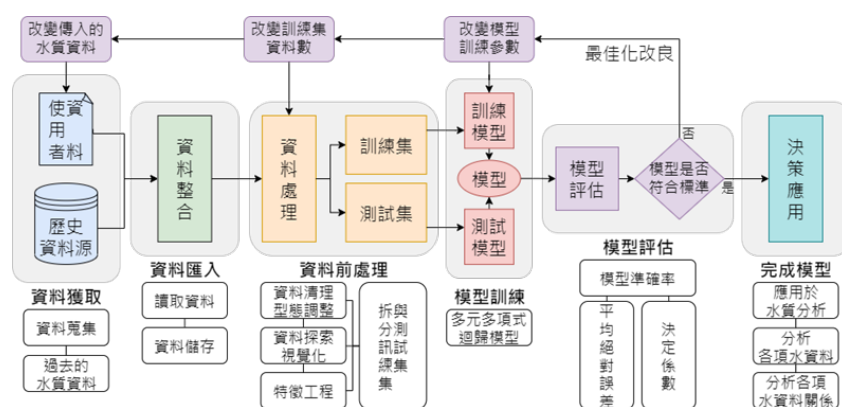 改變傳入的
水質資料
改變訓練集
資料數
改變模型
訓練參數
最佳化改良
使資
用
者料
歷史
資料源
資料整合
資料處理
訓練集
測試集
訓練
模型
模型
測試
模型
模型
評估
模型是否
符合標準
否
是
決策應用
資料獲取
資料匯入
資料前處理
模型訓練
模型評估
完成模型
資料蒐集
過去的
水質資料
讀取資料
資料儲存
資料清理
型態調整
資料探索
視覺化
特徵工程
拆與
分測
訊試
練集
集
多元多項式
迴歸模型
模型準確率
平均絕對誤差
決定係數
應用於
水質分析
分析
各項水資料
分析各項
水資料關係